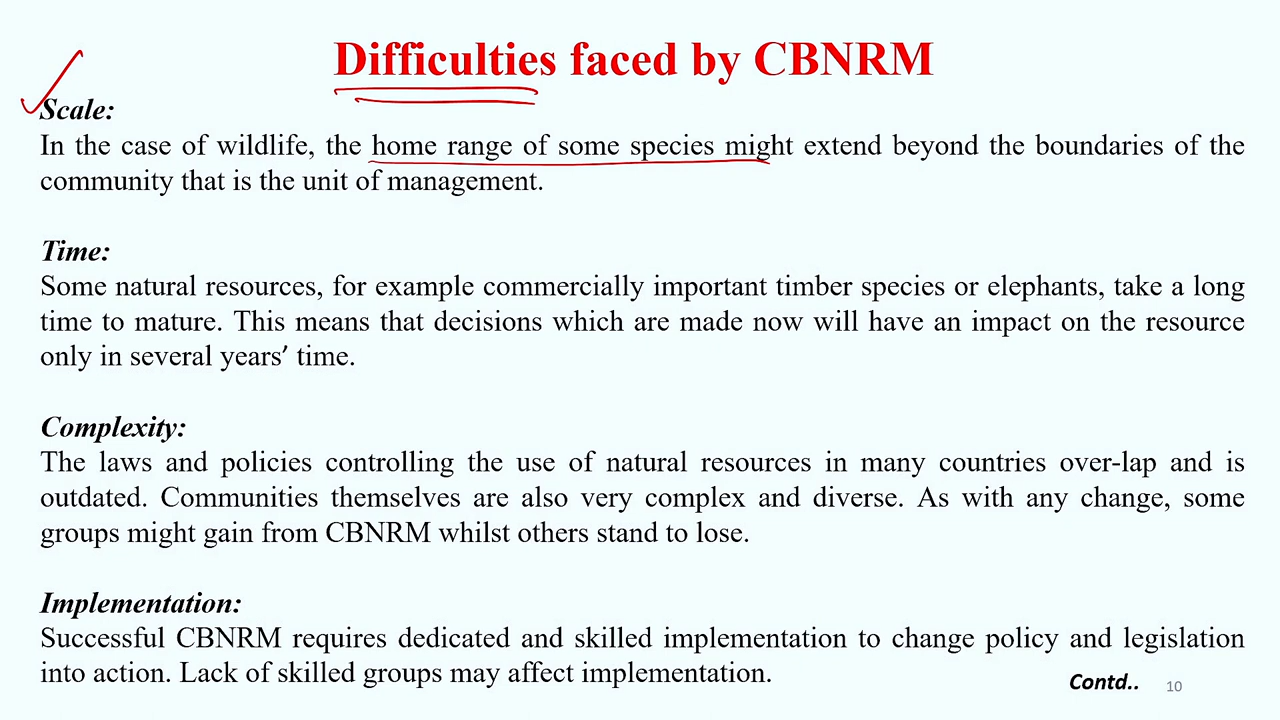 Difficulties faced by CBNRM
Scale:
In the case of wildlife, the home range of some species might extend beyond the boundaries of the
community that is the unit of management.
Time:
Some natural resources, for example commercially important timber species or elephants, take a long
time to mature. This means that decisions which are made now will have an impact on the resource
only in several years’ time.
Complexity:
The laws and policies controlling the use of natural resources in many countries over-lap and is
outdated. Communities themselves are also very complex and diverse. As with any change, some
groups might gain from CBNRM whilst others stand to lose.
Implementation:
Successful CBNRM requires dedicated and skilled implementation to change policy and legislation
into action. Lack of skilled groups may affect implementation.
Contd.. 10